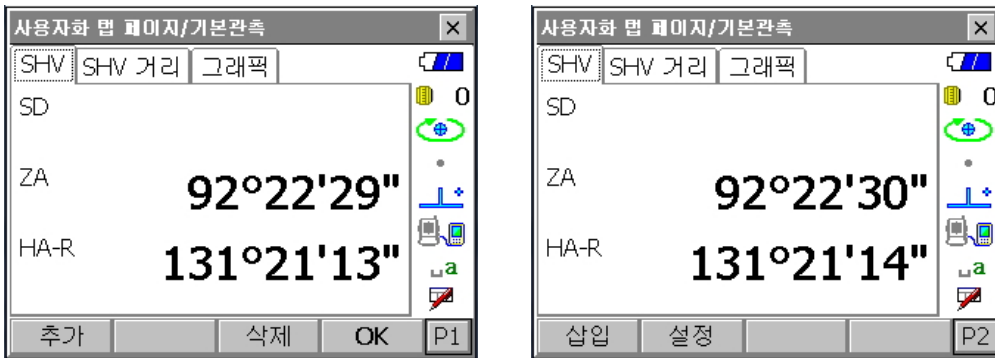 사용자화 탭 페이지/기본관측
SHV SHV 거리 그래픽
SD
0
ZA 92°22'29"
HA-R 131°21'13"
a
추가 삭제 OK P1
사용자화 탭 페이지/기본관측
SHV SHV 거리 그래픽
SD
0
ZA 92°22'30"
HA-R 131°21'14"
a
삽입 설정 P2